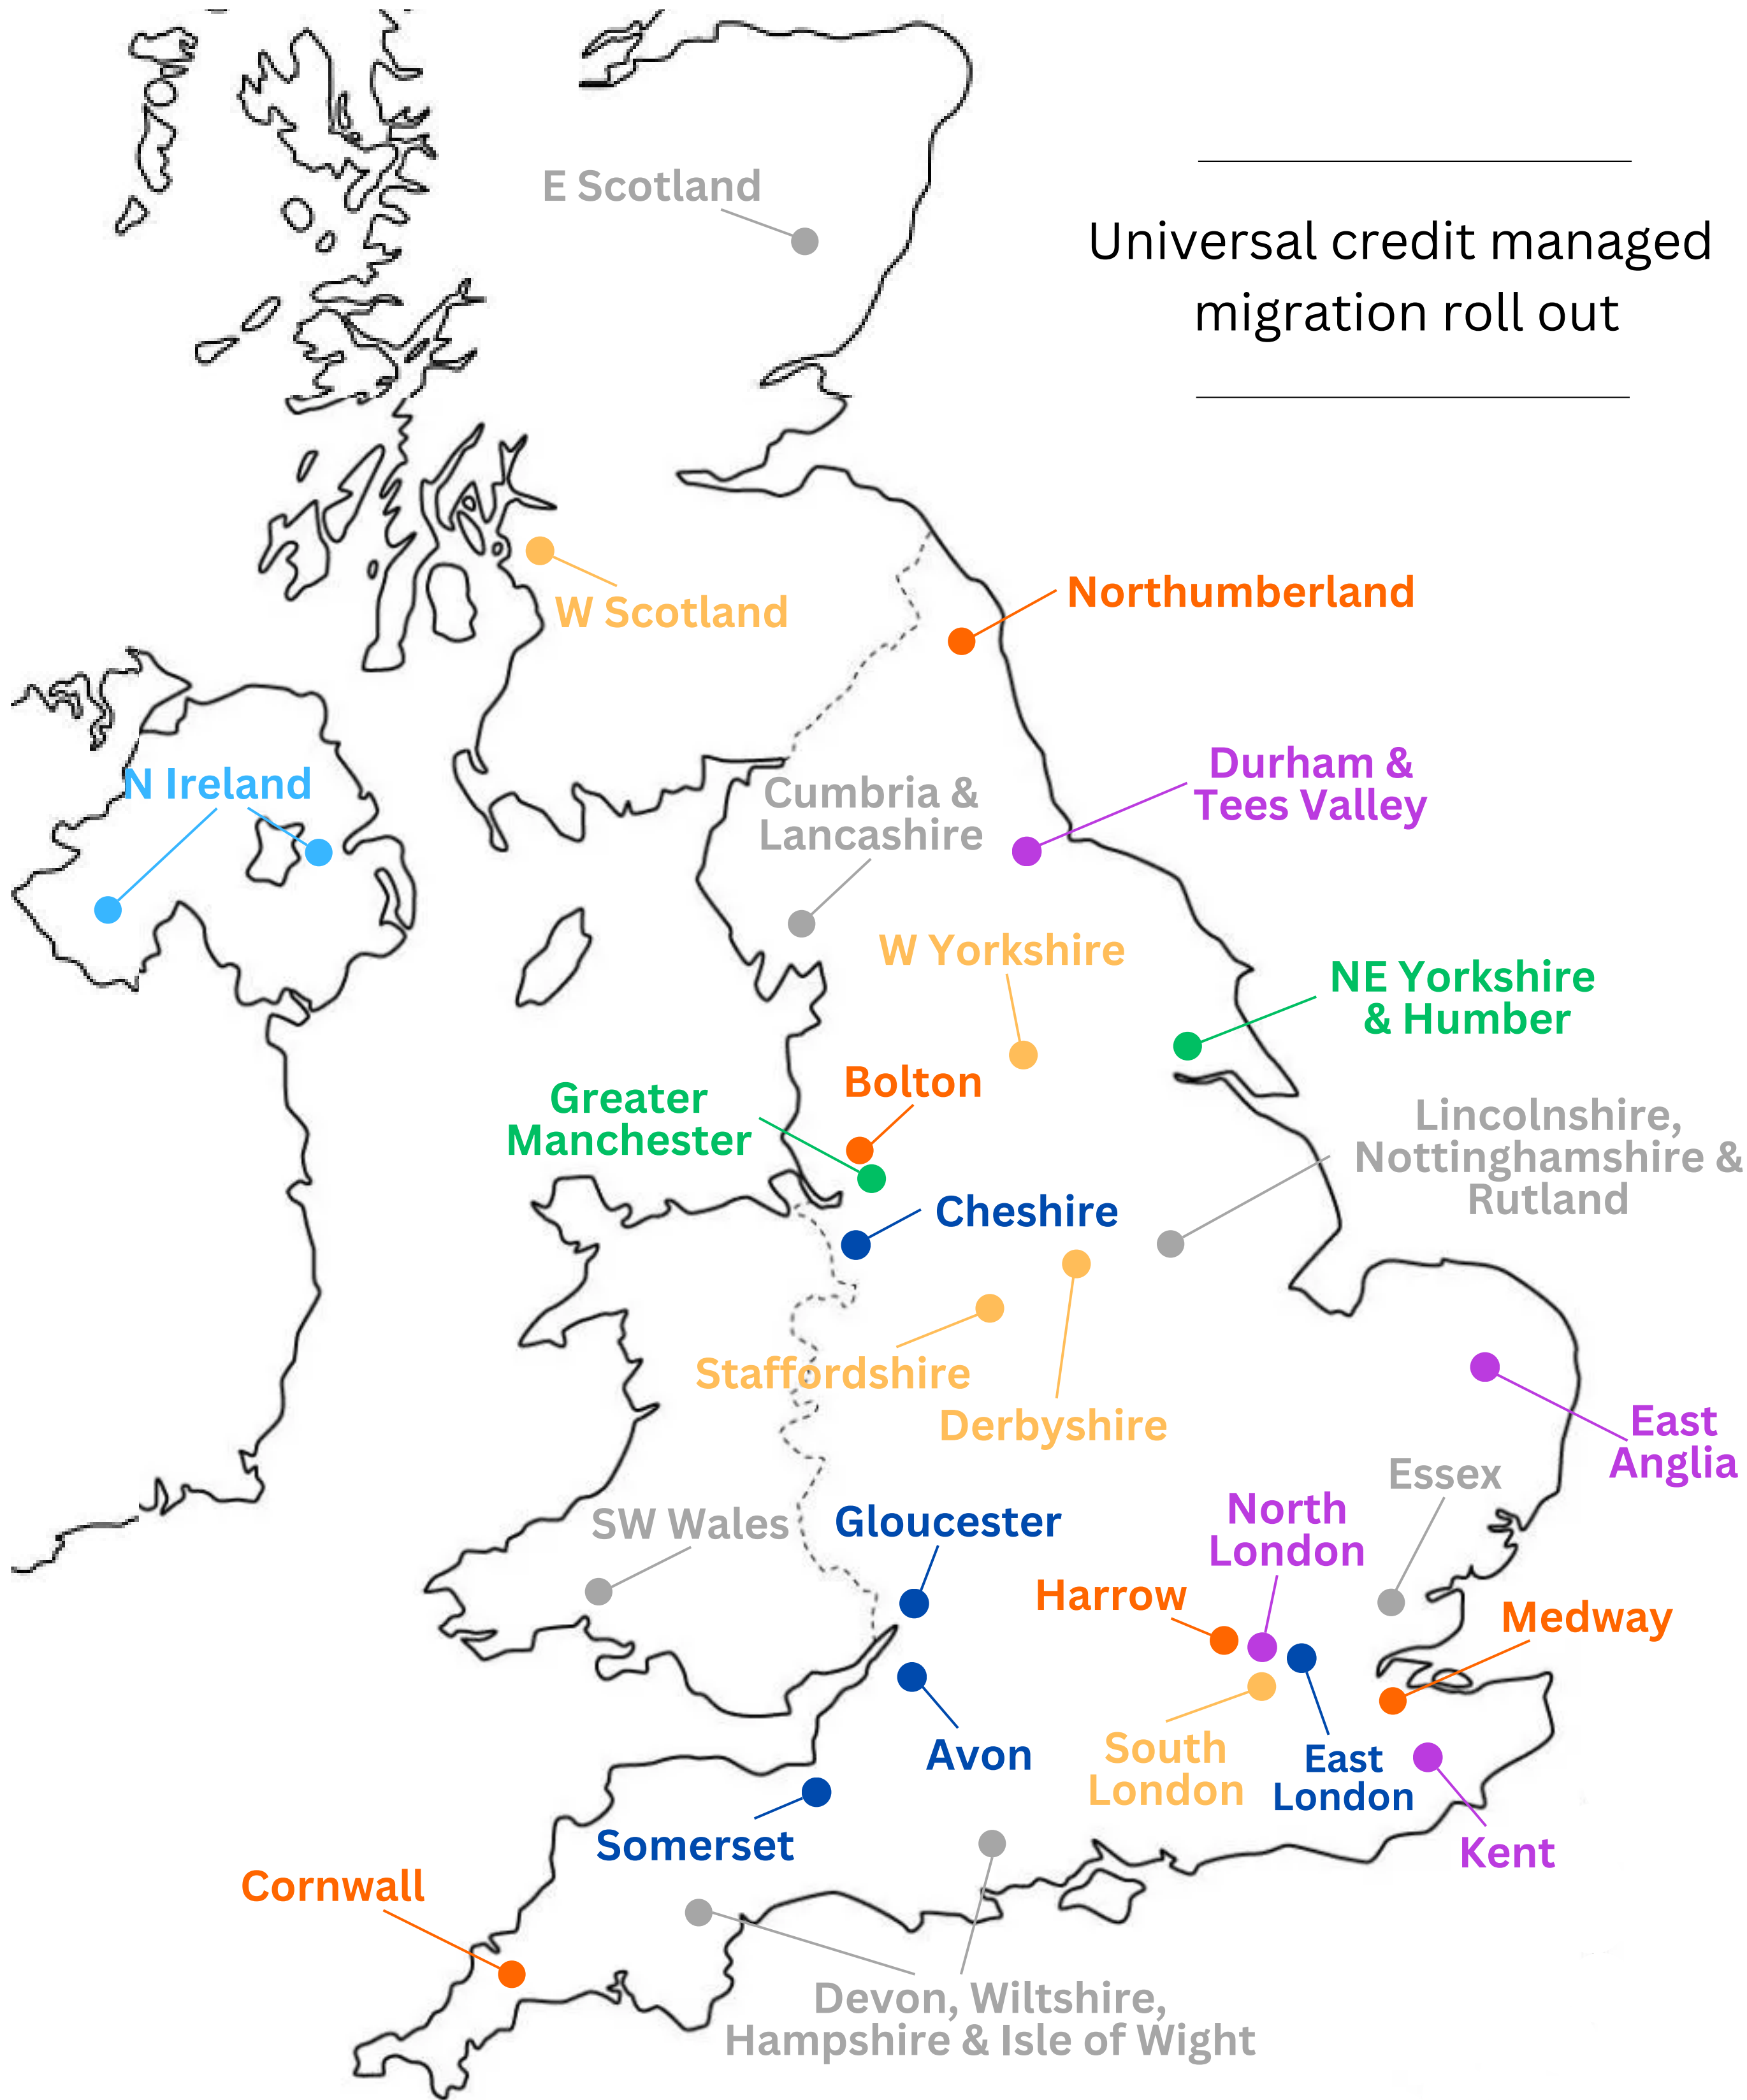 E Scotland
Universal credit managed
migration roll out
W Scotland
Northumberland
N Ireland
Durham &
Tees Valley
Cumbria &
Lancashire
W Yorkshire
NE Yorkshire
& Humber
Bolton
Greater
Manchester
Lincolnshire,
Nottinghamshire &
Rutland
Cheshire
Staffordshire
Derbyshire
East
Anglia
Essex
SW Wales
Gloucester
North
London
Harrow
Medway
Avon
South
London
East
London
Somerset
Kent
Cornwall
Devon, Wiltshire,
Hampshire & Isle of Wight